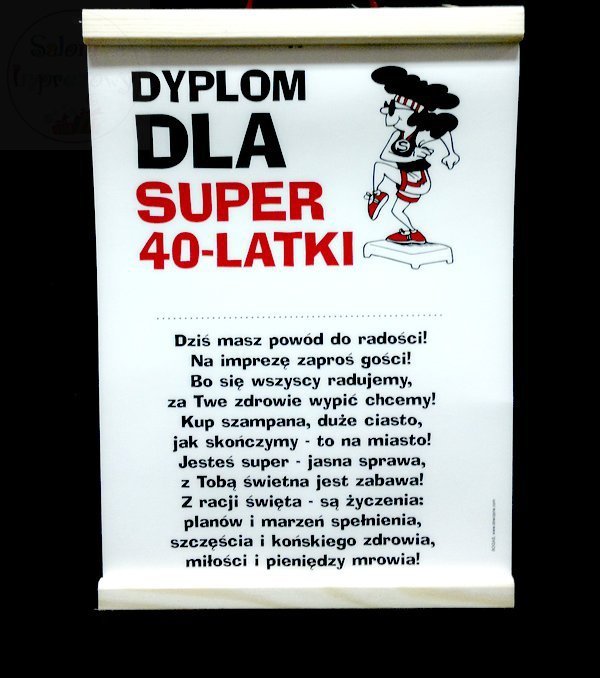 Salon
Imprezowy
DYPLOM
DLA
SUPER
40-LATKI
Dziś masz powód do radości!
Na imprezę zaproś gości!
Bo się wszyscy radujemy,
za Twe zdrowie wypić chcemy!
Kup szampana, duże ciasto,
jak skończymy - to na miasto!
Jesteś super - jasna sprawa,
z Tobą świetna jest zabawa!
Z racji święta - są życzenia:
planów i marzeń spełnienia,
szczęścia i końskiego zdrowia,
miłości i pieniędzy mrowia!